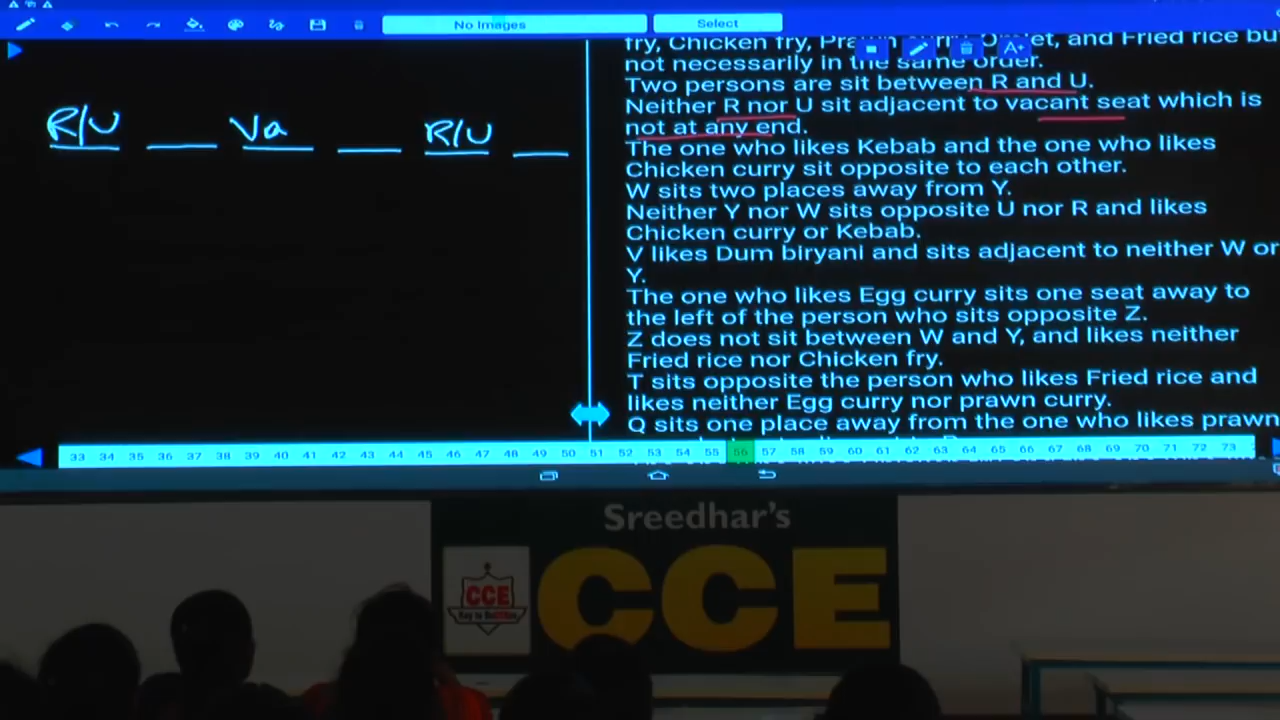 No Images
Select
A+
fry, Chicken fry, Prawn curry, Omlet, and Fried rice but
not necessarily in the same order.
Two persons are sit between R and U.
Neither R nor U sit adjacent to vacant seat which is
not at any end.
The one who likes Kebab and the one who likes
Chicken curry sit opposite to each other.
W sits two places away from Y.
Neither Y nor W sits opposite U nor R and likes
Chicken curry or Kebab.
V likes Dum biryani and sits adjacent to neither W or
Y.
The one who likes Egg curry sits one seat away to
the left of the person who sits opposite Z.
Z does not sit between W and Y, and likes neither
Fried rice nor Chicken fry.
T sits opposite the person who likes Fried rice and
likes neither Egg curry nor prawn curry.
Q sits one place away from the one who likes prawn
R/U Va R/U
33 34 35 36 37 38 39 40 41 42 43 44 45 46 47 48 49 50 51 52 53 54 55 56 57 58 59 60 61 62 63 64 65 66 67 68 69 70 71 72 73
Sreedhar's
CCE
CCE